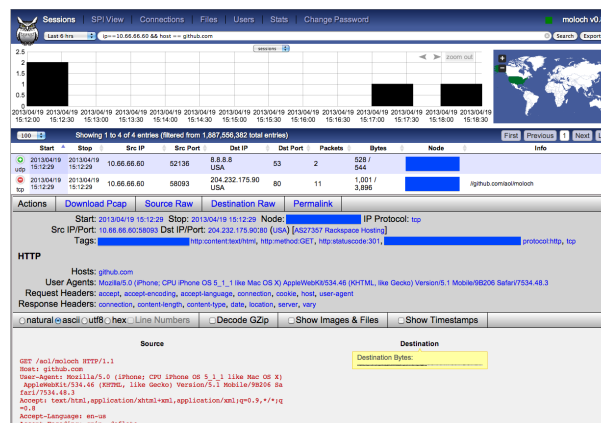 Sessions SPI View Connections Files Users Stats Change Password moloch v0.
Last 6 hrs ip==10.66.66.60 && host == github.com Search Export
sessions
zoom out
2.5
2
1.5
1
0.5
0
2013/04/19 2013/04/19 2013/04/19 2013/04/19 2013/04/19 2013/04/19 2013/04/19 2013/04/19 2013/04/19 2013/04/19 2013/04/19 2013/04/19 2013/04/19 2013/04/19
15:12:00 15:12:30 15:13:00 15:13:30 15:14:00 15:14:30 15:15:00 15:15:30 15:16:00 15:16:30 15:17:00 15:17:30 15:18:00 15:18:30
100 Showing 1 to 4 of 4 entries (filtered from 1,887,556,382 total entries) First Previous 1 Next
Start Stop Src IP Src Port Dst IP Dst Port Packets Bytes Node Info
udp 2013/04/19 15:12:29 2013/04/19 15:12:29 10.66.66.60 52136 8.8.8.8 USA 53 2 528 / 544
tcp 2013/04/19 15:12:29 2013/04/19 15:12:29 10.66.66.60 58093 204.232.175.90 USA 80 11 1,001 / 3,896 //github.com/aol/moloch
Actions Download Pcap Source Raw Destination Raw Permalink
Start: 2013/04/19 15:12:29 Stop: 2013/04/19 15:12:29 Node: IP Protocol: tcp
Src IP/Port: 10.66.66.60:58093 Dst IP/Port: 204.232.175.90:80 (USA) [AS27357 Rackspace Hosting]
Tags: http:content:text/html, http:method:GET, http:statuscode:301, protocol:http, tcp
HTTP
Hosts: github.com
User Agents: Mozilla/5.0 (iPhone; CPU iPhone OS 5_1_1 like Mac OS X) AppleWebKit/534.46 (KHTML, like Gecko) Version/5.1 Mobile/9B206 Safari/7534.48.3
Request Headers: accept, accept-encoding, accept-language, connection, cookie, host, user-agent
Response Headers: connection, content-length, content-type, date, location, server, vary
natural ascii utf8 hex Line Numbers Decode GZip Show Images & Files Show Timestamps
Source Destination
Destination Bytes:
GET /aol/moloch HTTP/1.1
Host: github.com
User-Agent: Mozilla/5.0 (iPhone; CPU iPhone OS 5_1_1 like Mac OS X)
AppleWebKit/534.46 (KHTML, like Gecko) Version/5.1 Mobile/9B206 Sa
fari/7534.48.3
Accept: text/html,application/xhtml+xml,application/xml;q=0.9,*/*;q
=0.8
Accept-Language: en-us